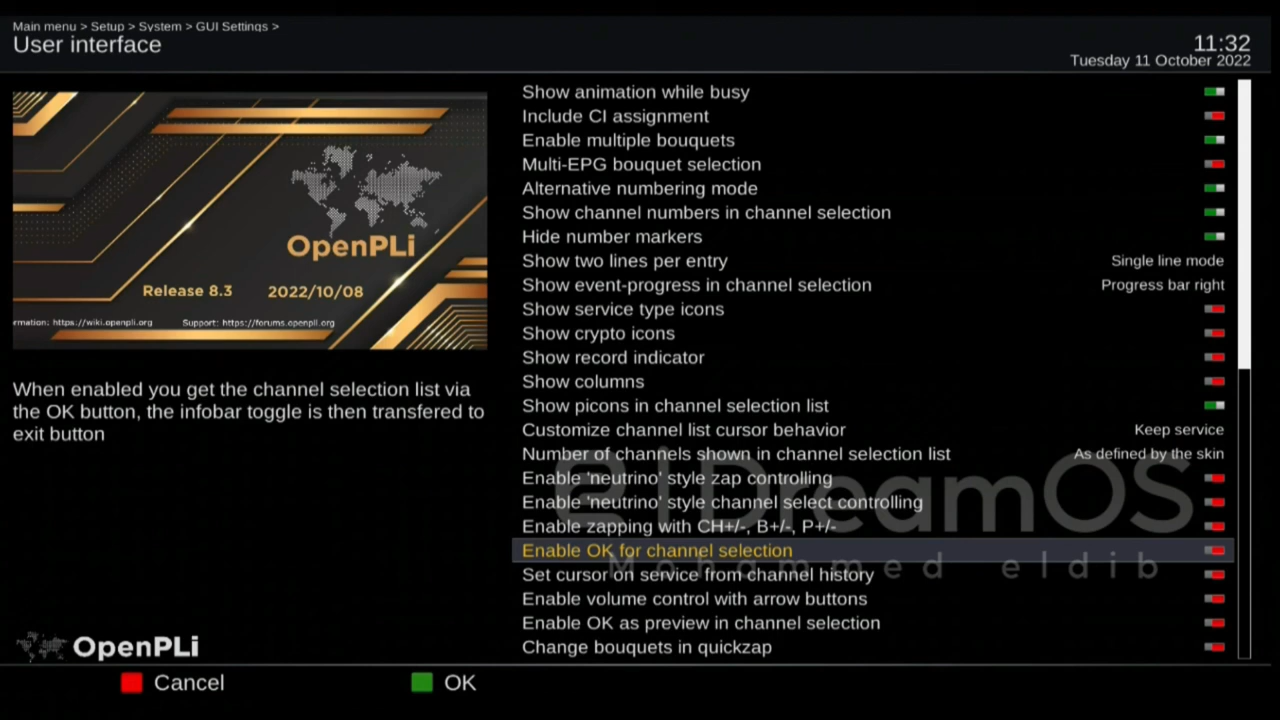 Main menu > Setup > System > GUI Settings >
User interface
11:32
Tuesday 11 October 2022
OpenPLi
Release 8.3 2022/10/08
rmation: https://wiki.openpli.org Support: https://forums.openpli.org
When enabled you get the channel selection list via
the OK button, the infobar toggle is then transfered to
exit button
Show animation while busy
Include CI assignment
Enable multiple bouquets
Multi-EPG bouquet selection
Alternative numbering mode
Show channel numbers in channel selection
Hide number markers
Show two lines per entry Single line mode
Show event-progress in channel selection Progress bar right
Show service type icons
Show crypto icons
Show record indicator
Show columns
Show picons in channel selection list
Customize channel list cursor behavior Keep service
Number of channels shown in channel selection list As defined by the skin
Enable 'neutrino' style zap controlling
Enable 'neutrino' style channel select controlling
Enable zapping with CH+/-, B+/-, P+/-
Enable OK for channel selection
Set cursor on service from channel history
Enable volume control with arrow buttons
Enable OK as preview in channel selection
Change bouquets in quickzap
DreamOS
Mohammed eldib
OpenPLi
Cancel OK